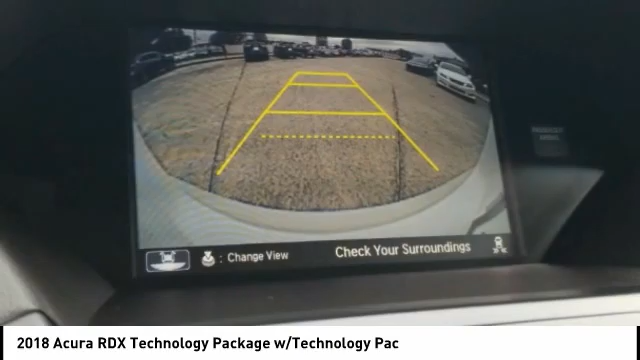 : Change View
Check Your Surroundings
2018 Acura RDX Technology Package w/Technology Pac